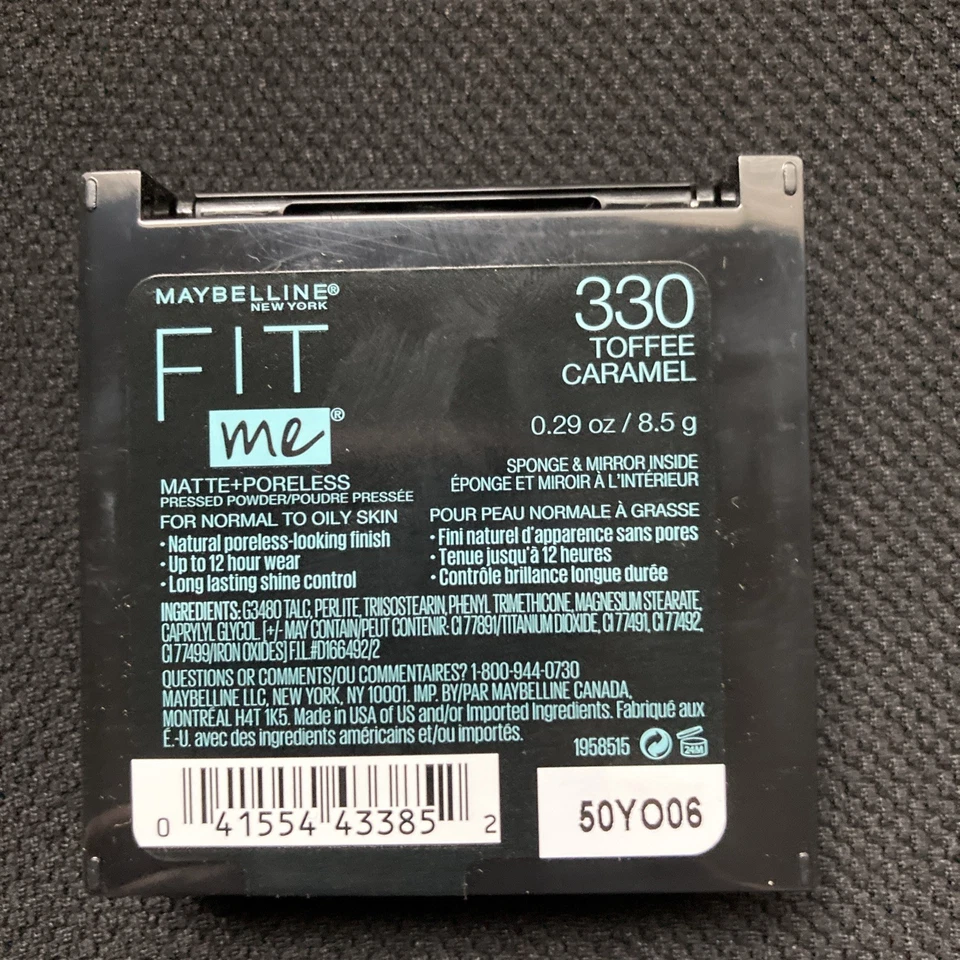 MAYBELLINE®
NEW YORK
FIT
me®
MATTE+PORELESS
PRESSED POWDER/POUDRE PRESSÉE
FOR NORMAL TO OILY SKIN
• Natural poreless-looking finish
• Up to 12 hour wear
• Long lasting shine control
330
TOFFEE
CARAMEL
0.29 oz / 8.5 g
SPONGE & MIRROR INSIDE
ÉPONGE ET MIROIR À L'INTÉRIEUR
POUR PEAU NORMALE À GRASSE
• Fini naturel d'apparence sans pores
• Tenue jusqu'à 12 heures
• Contrôle brillance longue durée
INGREDIENTS: G3480 TALC, PERLITE, TRIISOSTEARIN, PHENYL TRIMETHICONE, MAGNESIUM STEARATE,
CAPRYLYL GLYCOL. [+/- MAY CONTAIN/PEUT CONTENIR: CI 77891/TITANIUM DIOXIDE, CI 77491, CI 77492,
CI 77499/IRON OXIDES] F.I.L.#D166492/2
QUESTIONS OR COMMENTS/OU COMMENTAIRES? 1-800-944-0730
MAYBELLINE LLC, NEW YORK, NY 10001. IMP. BY/PAR MAYBELLINE CANADA,
MONTRÉAL H4T 1K5. Made in USA of US and/or Imported Ingredients. Fabriqué aux
É.-U. avec des ingrédients américains et/ou importés.
1958515
24M
0 41554 43385 2
50YO06